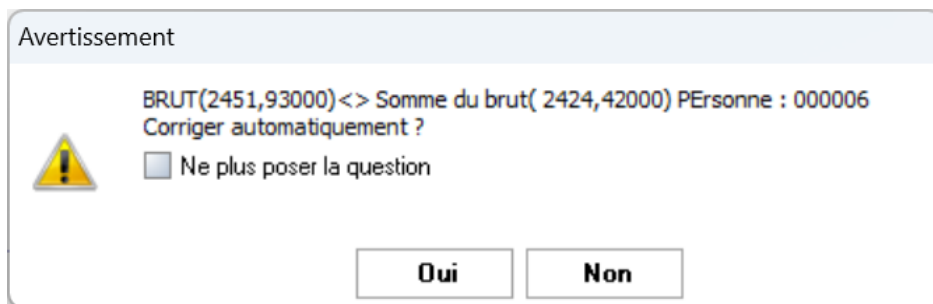 Avertissement
BRUT(2451,93000)<> Somme du brut( 2424,42000) PErsonne : 000006
Corriger automatiquement ?
Ne plus poser la question
Oui Non